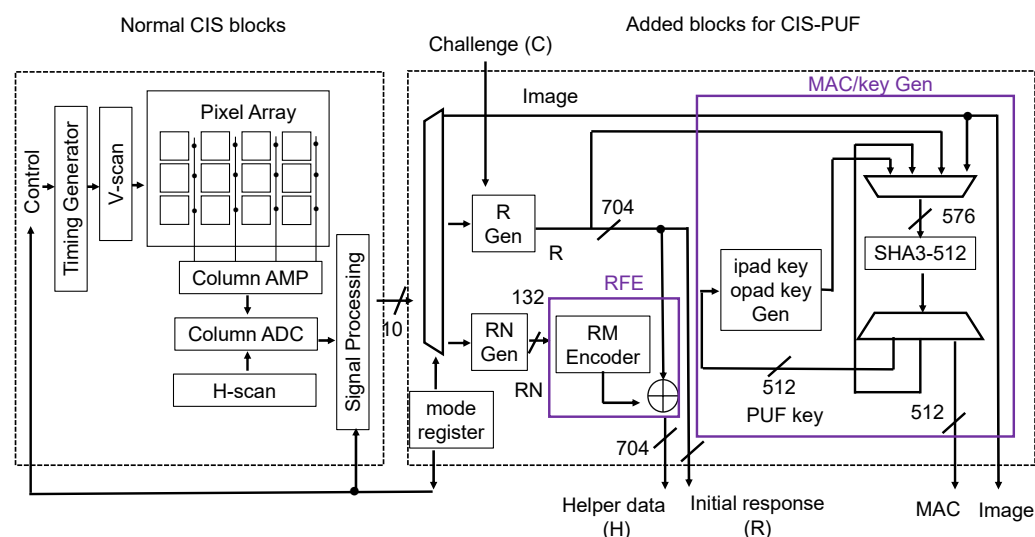 Normal CIS blocks
Added blocks for CIS-PUF
Challenge (C)
Image
MAC/key Gen
Pixel Array
Control
Timing Generator
V-scan
Column AMP
Column ADC
H-scan
Signal Processing
10
R
Gen
R
704
RN
Gen
132
RN
RFE
RM
Encoder
mode
register
704
ipad key
opad key
Gen
576
SHA3-512
512
PUF key
512
Helper data
(H)
Initial response
(R)
MAC
Image